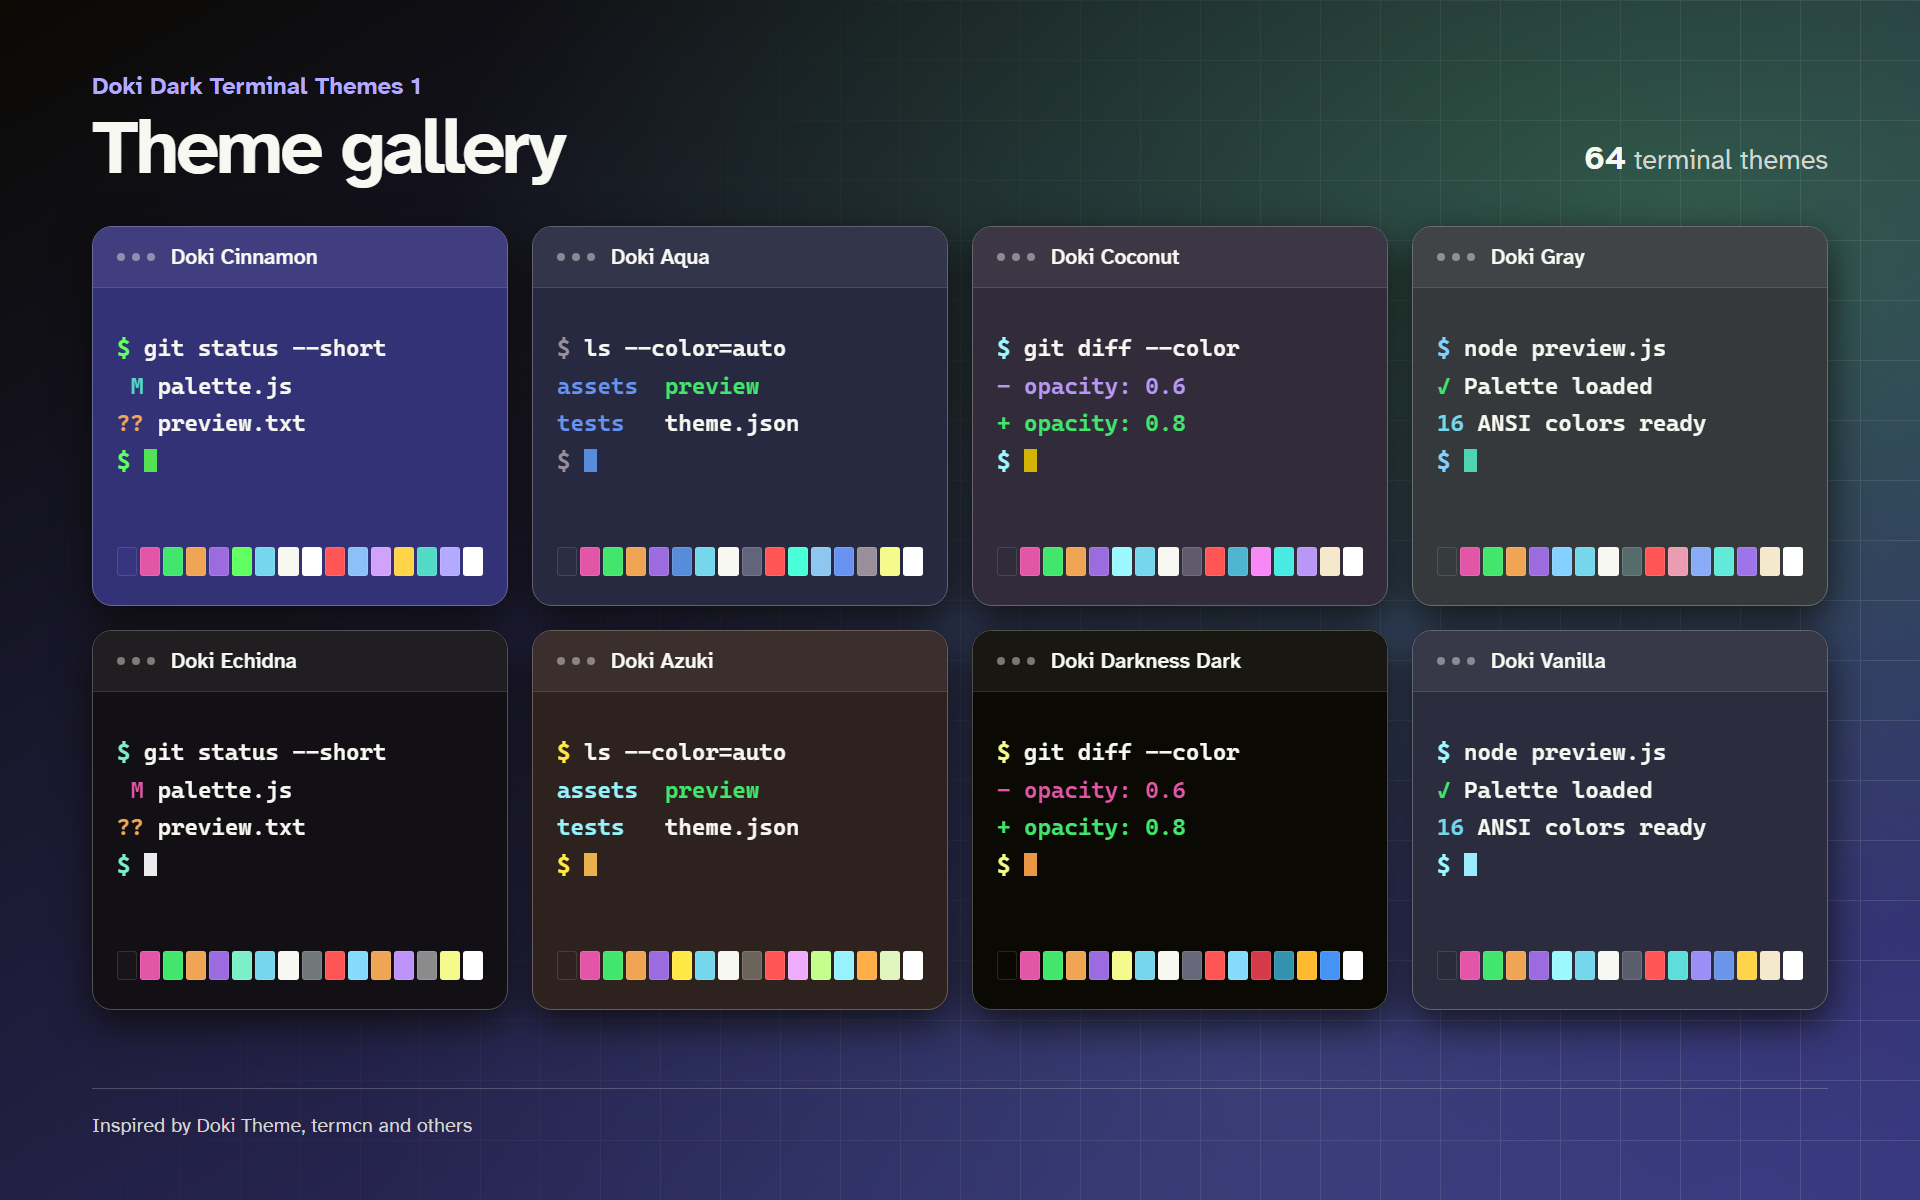 Doki Dark Terminal Themes 1
Theme gallery
64 terminal themes
Doki Cinnamon
$ git status --short
M palette.js
?? preview.txt
$
Doki Aqua
$ ls --color=auto
assets preview
tests theme.json
$
Doki Coconut
$ git diff --color
- opacity: 0.6
+ opacity: 0.8
$
Doki Gray
$ node preview.js
✓ Palette loaded
16 ANSI colors ready
$
Doki Echidna
$ git status --short
M palette.js
?? preview.txt
$
Doki Azuki
$ ls --color=auto
assets preview
tests theme.json
$
Doki Darkness Dark
$ git diff --color
- opacity: 0.6
+ opacity: 0.8
$
Doki Vanilla
$ node preview.js
✓ Palette loaded
16 ANSI colors ready
$
Inspired by Doki Theme, termcn and others